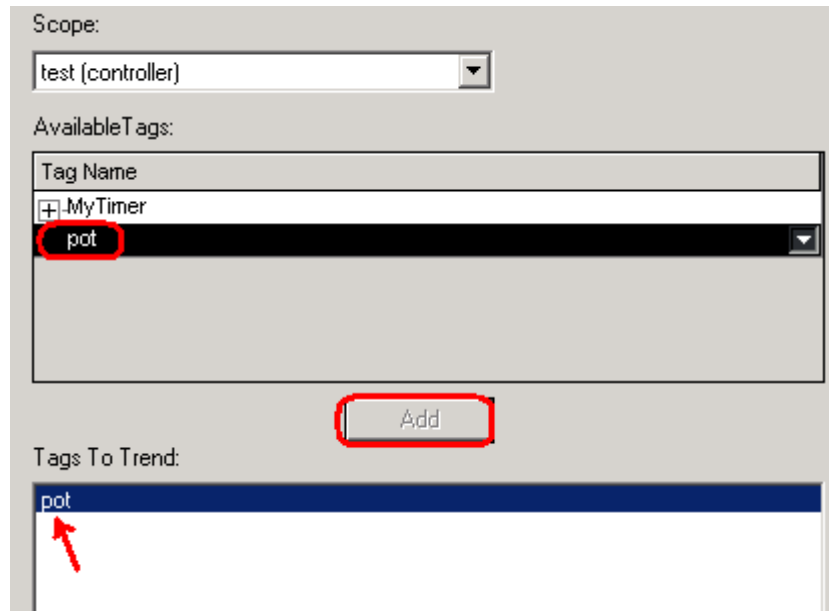 Scope:
test (controller)
AvailableTags:
Tag Name
MyTimer
pot
Add
Tags To Trend:
pot